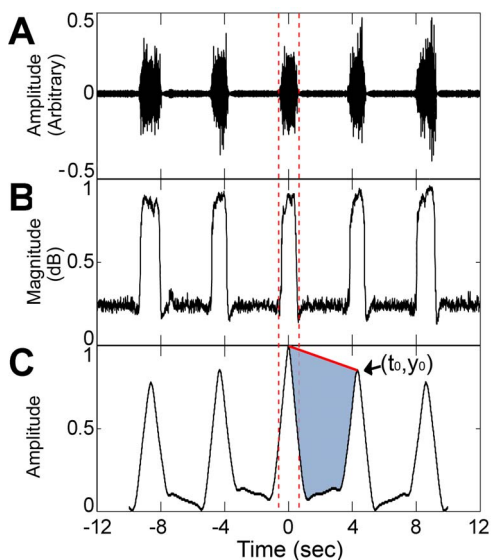 A
Amplitude
(Arbitrary)
0.5
0
-0.5
B
Magnitude
(dB)
1
0.5
0
C
Amplitude
1
0.5
0
(t0,y0)
-12 -8 -4 0 4 8 12
Time (sec)